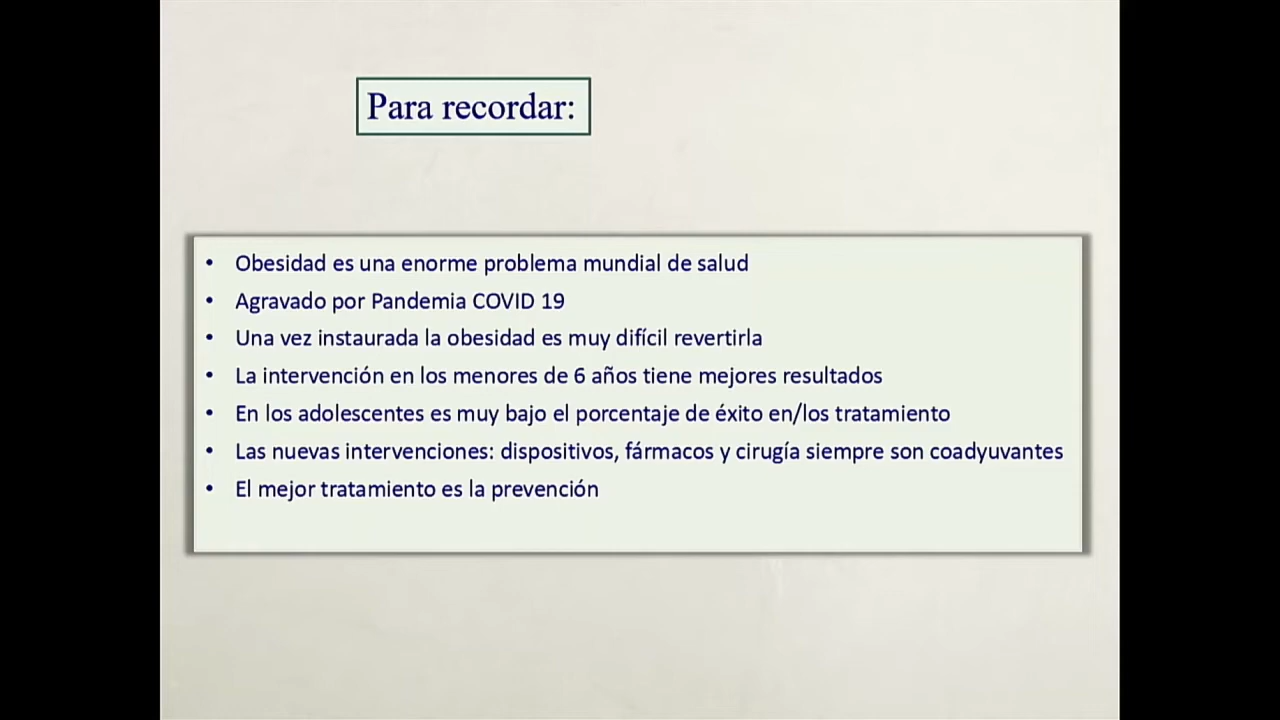 Para recordar:
• Obesidad es una enorme problema mundial de salud
• Agravado por Pandemia COVID 19
• Una vez instaurada la obesidad es muy difícil revertirla
• La intervención en los menores de 6 años tiene mejores resultados
• En los adolescentes es muy bajo el porcentaje de éxito en/los tratamiento
• Las nuevas intervenciones: dispositivos, fármacos y cirugía siempre son coadyuvantes
• El mejor tratamiento es la prevención